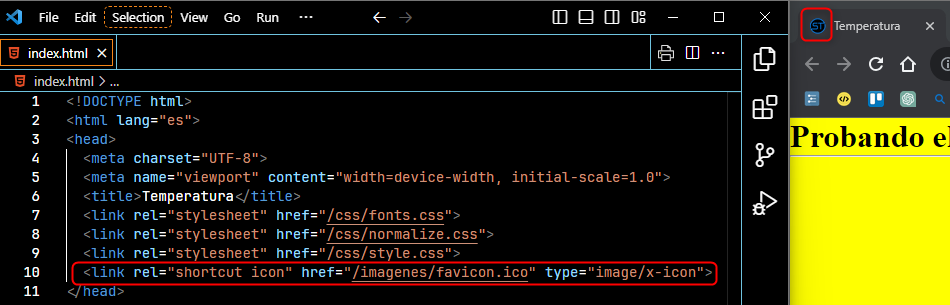 File Edit Selection View Go Run ···
index.html
index.html > ...
1 <!DOCTYPE html>
2 <html lang="es">
3 <head>
4 <meta charset="UTF-8">
5 <meta name="viewport" content="width=device-width, initial-scale=1.0">
6 <title>Temperatura</title>
7 <link rel="stylesheet" href="/css/fonts.css">
8 <link rel="stylesheet" href="/css/normalize.css">
9 <link rel="stylesheet" href="/css/style.css">
10 <link rel="shortcut icon" href="/imagenes/favicon.ico" type="image/x-icon">
11 </head>
ST Temperatura
Probando el